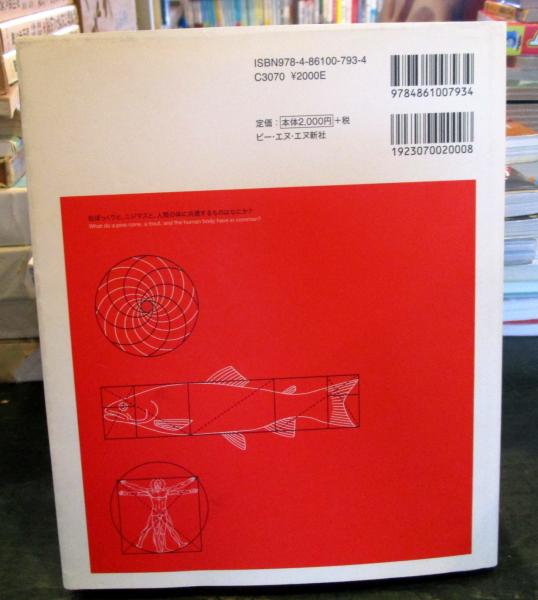 ISBN978-4-86100-793-4
C3070 ¥2000E
9784861007934
定価：本体2,000円+税
ビー・エヌ・エヌ新社
1923070020008
松ぼっくりと、ニジマスと、人間の体に共通するものはなにか？
What do a pine cone, a trout, and the human body have in common?